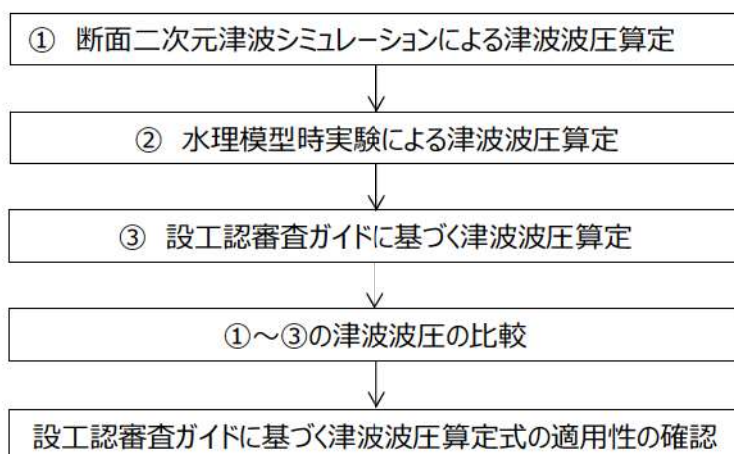 ① 断面二次元津波シミュレーションによる津波波圧算定
② 水理模型時実験による津波波圧算定
③ 設工認審査ガイドに基づく津波波圧算定
①～③の津波波圧の比較
設工認審査ガイドに基づく津波波圧算定式の適用性の確認